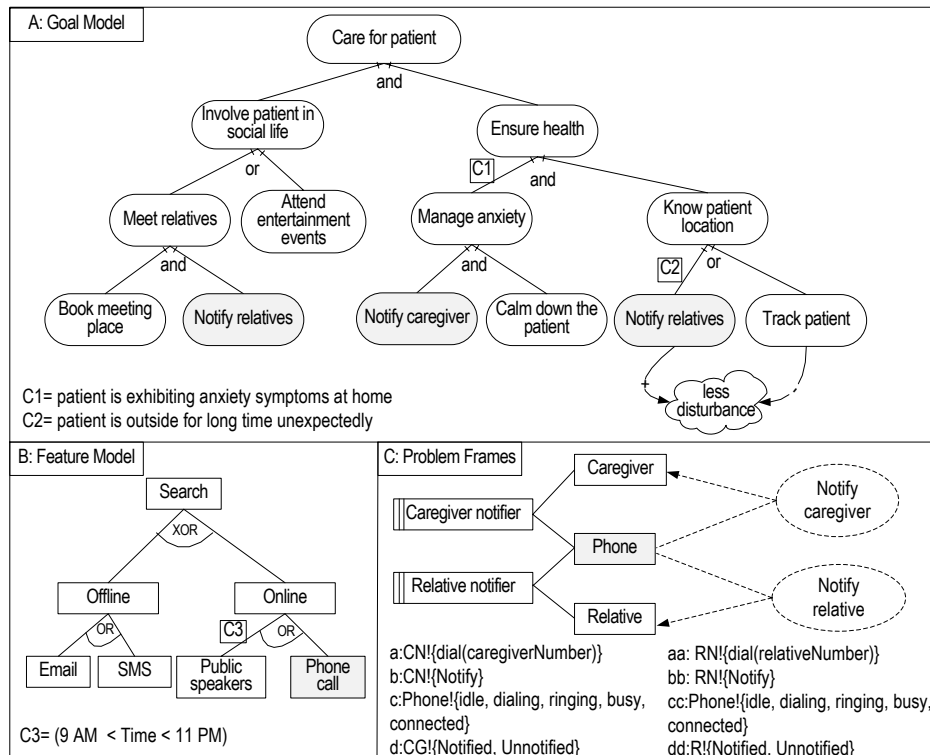 A: Goal Model
Care for patient
and
Involve patient in
social life
Ensure health
or
C1
and
Meet relatives
Attend
entertainment
events
Manage anxiety
Know patient
location
and
and
C2
or
Book meeting
place
Notify relatives
Notify caregiver
Calm down the
patient
Notify relatives
Track patient
+
-
less
disturbance
C1= patient is exhibiting anxiety symptoms at home
C2= patient is outside for long time unexpectedly
B: Feature Model
Search
XOR
Offline
Online
OR
C3
OR
Email
SMS
Public
speakers
Phone
call
C3= (9 AM < Time < 11 PM)
C: Problem Frames
Caregiver
Notify
caregiver
Caregiver notifier
Phone
Relative notifier
Notify
relative
Relative
a:CN!{dial(caregiverNumber)}
b:CN!{Notify}
c:Phone!{idle, dialing, ringing, busy,
connected}
d:CG!{Notified, Unnotified}
aa: RN!{dial(relativeNumber)}
bb: RN!{Notify}
cc:Phone!{idle, dialing, ringing, busy,
connected}
dd:R!{Notified, Unnotified}